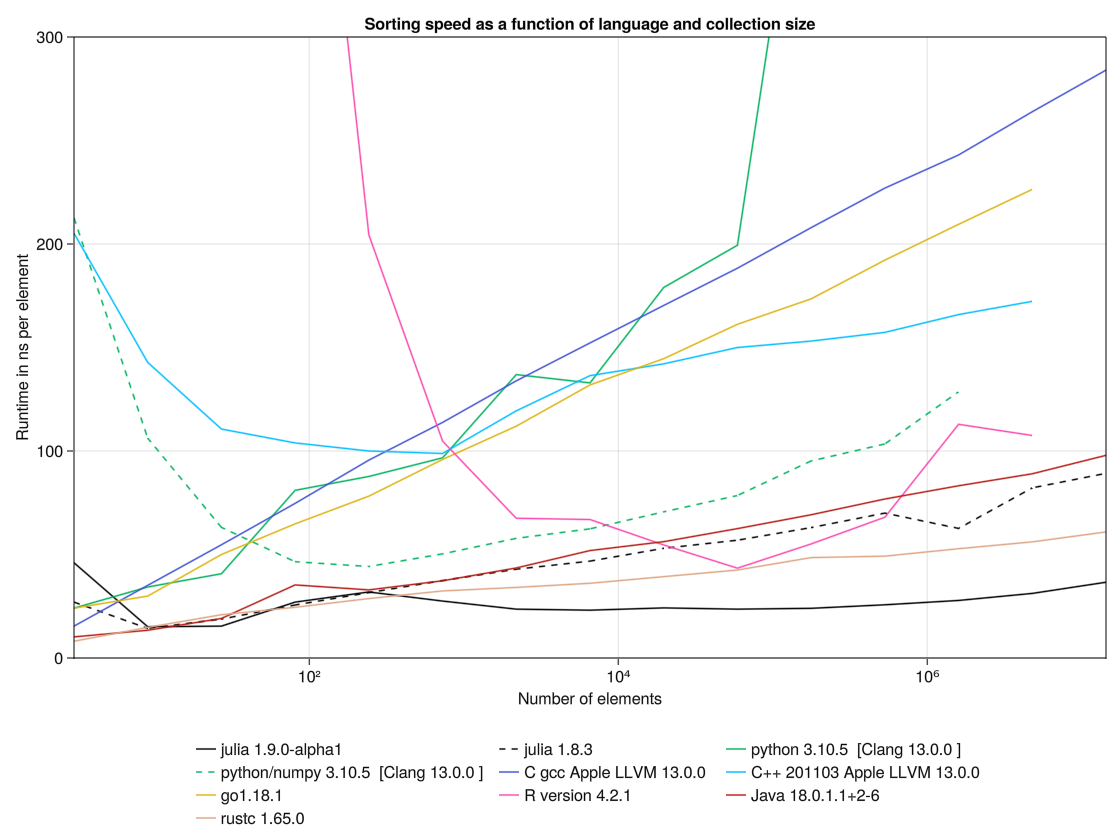 Sorting speed as a function of language and collection size
300
200
100
0
Runtime in ns per element
10² 10⁴ 10⁶
Number of elements
julia 1.9.0-alpha1 julia 1.8.3 python 3.10.5 [Clang 13.0.0 ]
python/numpy 3.10.5 [Clang 13.0.0 ] C gcc Apple LLVM 13.0.0 C++ 201103 Apple LLVM 13.0.0
go1.18.1 R version 4.2.1 Java 18.0.1.1+2-6
rustc 1.65.0